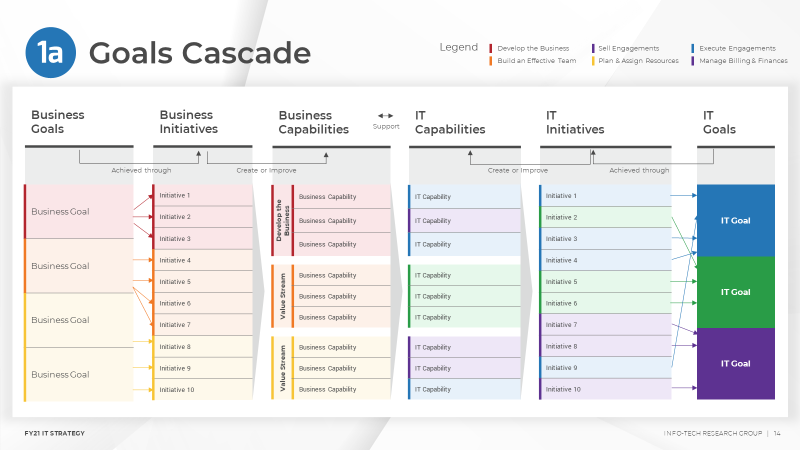 1a Goals Cascade
Legend
Develop the Business
Sell Engagements
Execute Engagements
Build an Effective Team
Plan & Assign Resources
Manage Billing & Finances
Business
Goals
Business
Initiatives
Business
Capabilities
Support
IT
Capabilities
IT
Initiatives
IT
Goals
Achieved through
Create or Improve
Create or Improve
Achieved through
Business Goal
Business Goal
Business Goal
Business Goal
Initiative 1
Initiative 2
Initiative 3
Initiative 4
Initiative 5
Initiative 6
Initiative 7
Initiative 8
Initiative 9
Initiative 10
Develop the
Business
Business Capability
Business Capability
Business Capability
Value Stream
Business Capability
Business Capability
Business Capability
Value Stream
Business Capability
Business Capability
Business Capability
IT Capability
IT Capability
IT Capability
IT Capability
IT Capability
IT Capability
IT Capability
IT Capability
IT Capability
Initiative 1
Initiative 2
Initiative 3
Initiative 4
Initiative 5
Initiative 6
Initiative 7
Initiative 8
Initiative 9
Initiative 10
IT Goal
IT Goal
IT Goal
FY21 IT STRATEGY
INFO-TECH RESEARCH GROUP | 14